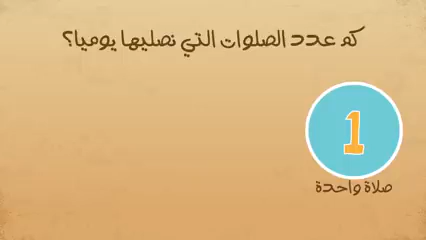 كم عدد الصلوات التي نصليها يوميا؟
1
صلاة واحدة